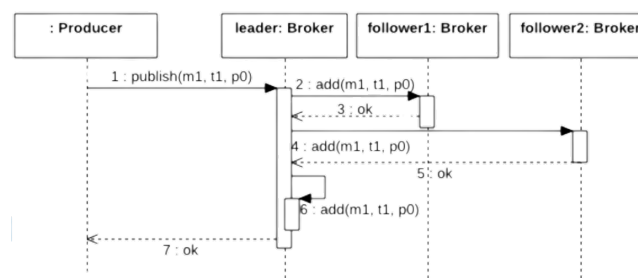 : Producer
leader: Broker
follower1: Broker
follower2: Broker
1 : publish(m1, t1, p0)
2 : add(m1, t1, p0)
3 : ok
4 : add(m1, t1, p0)
5 : ok
6 : add(m1, t1, p0)
7 : ok